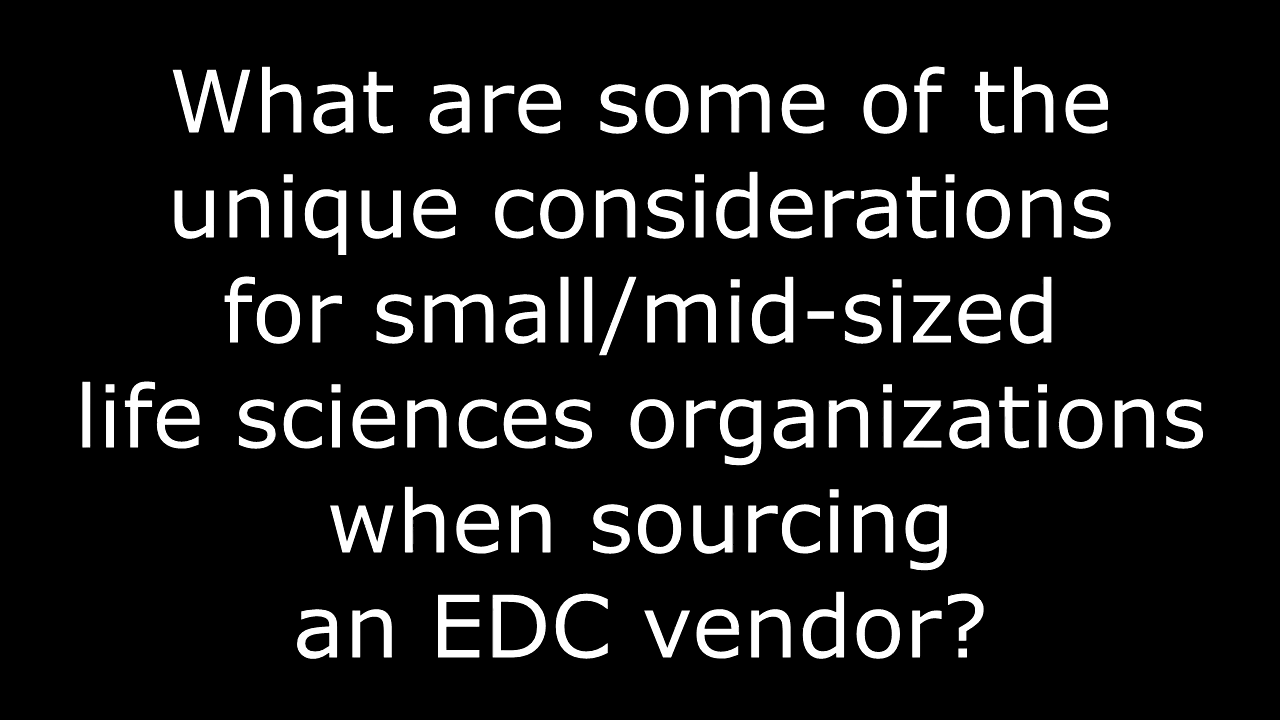 What are some of the
unique considerations
for small/mid-sized
life sciences organizations
when sourcing
an EDC vendor?